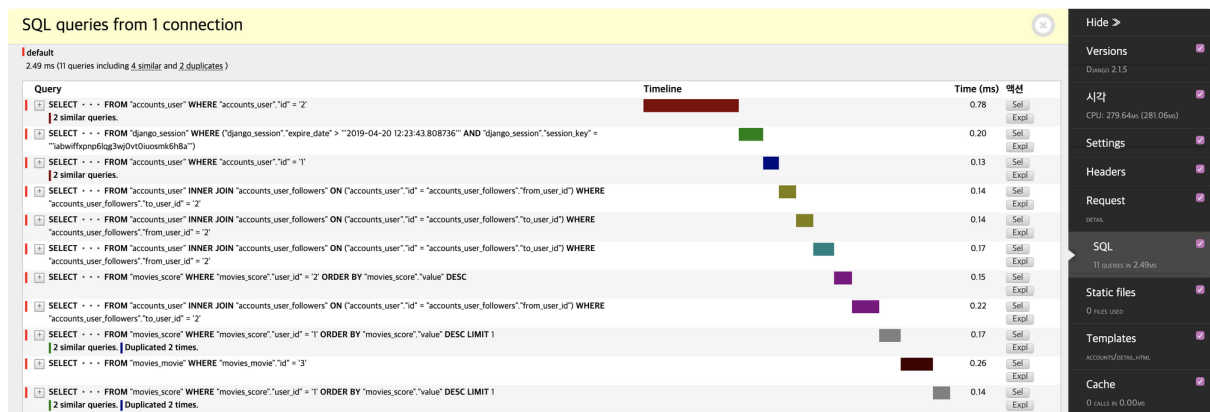 SQL queries from 1 connection
default
2.49 ms (11 queries including 4 similar and 2 duplicates )
Query Timeline Time (ms) 액션
+ SELECT ··· FROM "accounts_user" WHERE "accounts_user"."id" = '2' 0.78 Sel
2 similar queries. Expl
+ SELECT ··· FROM "django_session" WHERE ("django_session"."expire_date" > '"2019-04-20 12:23:43.808736"' AND "django_session"."session_key" = 0.20 Sel
'"iabwiffxpnp6lqg3wj0vt0iuosmk6h8a"') Expl
+ SELECT ··· FROM "accounts_user" WHERE "accounts_user"."id" = '1' 0.13 Sel
2 similar queries. Expl
+ SELECT ··· FROM "accounts_user" INNER JOIN "accounts_user_followers" ON ("accounts_user"."id" = "accounts_user_followers"."from_user_id") WHERE 0.14 Sel
"accounts_user_followers"."to_user_id" = '2' Expl
+ SELECT ··· FROM "accounts_user" INNER JOIN "accounts_user_followers" ON ("accounts_user"."id" = "accounts_user_followers"."to_user_id") WHERE 0.14 Sel
"accounts_user_followers"."from_user_id" = '2' Expl
+ SELECT ··· FROM "accounts_user" INNER JOIN "accounts_user_followers" ON ("accounts_user"."id" = "accounts_user_followers"."to_user_id") WHERE 0.17 Sel
"accounts_user_followers"."from_user_id" = '2' Expl
+ SELECT ··· FROM "movies_score" WHERE "movies_score"."user_id" = '2' ORDER BY "movies_score"."value" DESC 0.15 Sel
Expl
+ SELECT ··· FROM "accounts_user" INNER JOIN "accounts_user_followers" ON ("accounts_user"."id" = "accounts_user_followers"."from_user_id") WHERE 0.22 Sel
"accounts_user_followers"."to_user_id" = '2' Expl
+ SELECT ··· FROM "movies_score" WHERE "movies_score"."user_id" = '1' ORDER BY "movies_score"."value" DESC LIMIT 1 0.17 Sel
2 similar queries. Duplicated 2 times. Expl
+ SELECT ··· FROM "movies_movie" WHERE "movies_movie"."id" = '3' 0.26 Sel
Expl
+ SELECT ··· FROM "movies_score" WHERE "movies_score"."user_id" = '1' ORDER BY "movies_score"."value" DESC LIMIT 1 0.14 Sel
2 similar queries. Duplicated 2 times. Expl
Hide ≫
Versions
Django 2.1.5
시각
CPU: 279.64ms (281.06ms)
Settings
Headers
Request
DETAIL
SQL
11 queries in 2.49ms
Static files
0 files used
Templates
ACCOUNTS/DETAIL.HTML
Cache
0 calls in 0.00ms